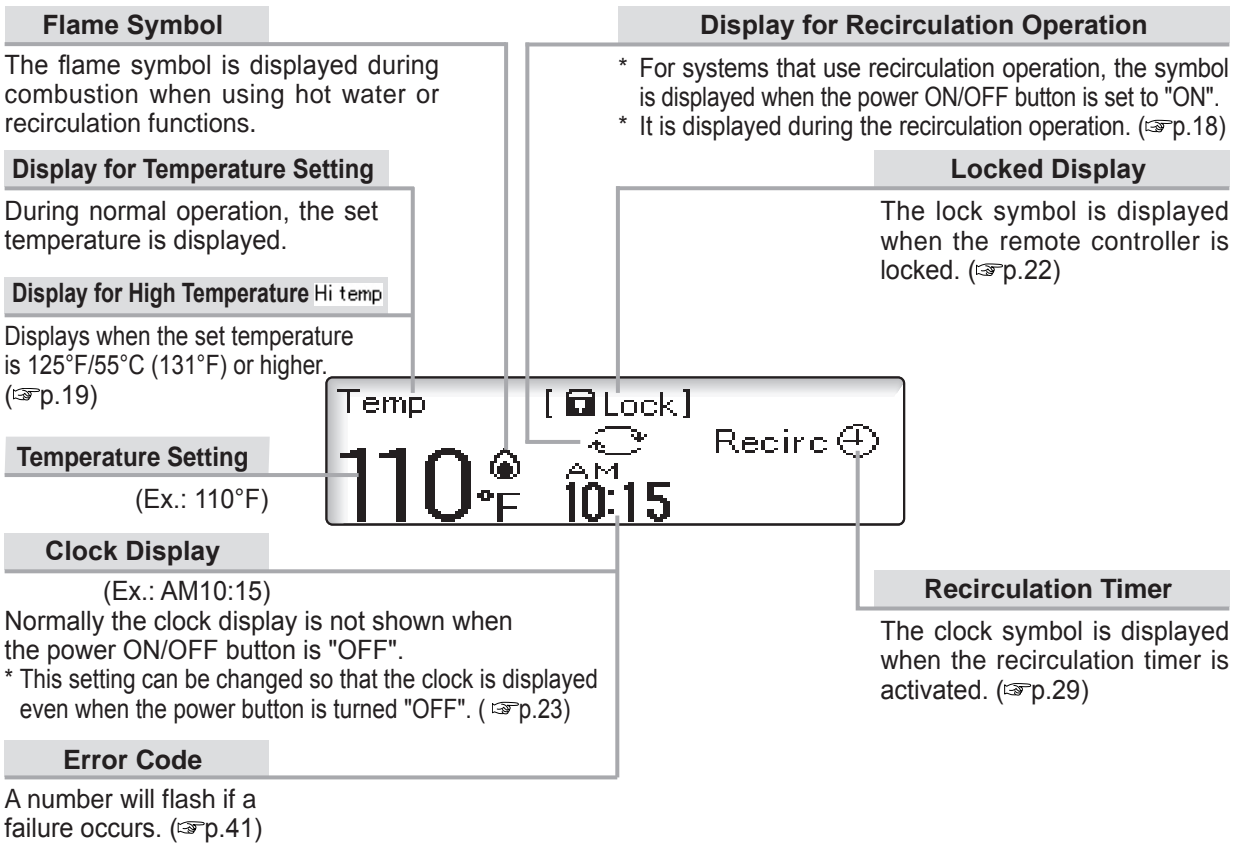 Flame Symbol
The flame symbol is displayed during
combustion when using hot water or
recirculation functions.
Display for Temperature Setting
During normal operation, the set
temperature is displayed.
Display for High Temperature Hi temp
Displays when the set temperature
is 125°F/55°C (131°F) or higher.
(☞p.19)
Temperature Setting
(Ex.: 110°F)
Clock Display
(Ex.: AM10:15)
Normally the clock display is not shown when
the power ON/OFF button is "OFF".
* This setting can be changed so that the clock is displayed
even when the power button is turned "OFF". ( ☞p.23)
Error Code
A number will flash if a
failure occurs. (☞p.41)
Display for Recirculation Operation
* For systems that use recirculation operation, the symbol
is displayed when the power ON/OFF button is set to "ON".
* It is displayed during the recirculation operation. (☞p.18)
Locked Display
The lock symbol is displayed
when the remote controller is
locked. (☞p.22)
Temp [ Lock]
Recirc
110°F
AM
10:15
Recirculation Timer
The clock symbol is displayed
when the recirculation timer is
activated. (☞p.29)